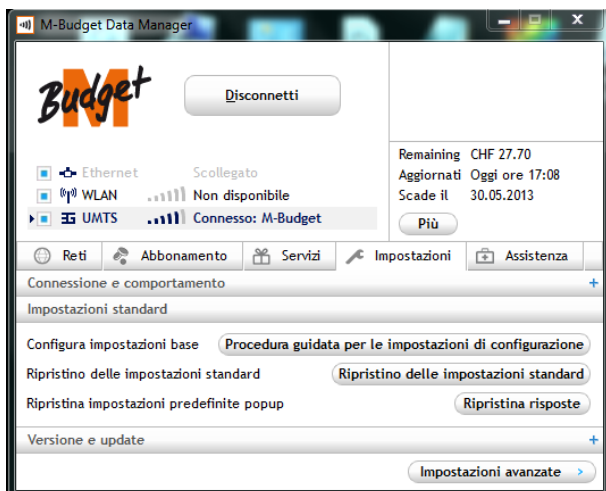 M-Budget Data Manager
M Budget
Disconnetti
Remaining CHF 27.70
Aggiornati Oggi ore 17:08
Scade il 30.05.2013
Più
Ethernet Scollegato
WLAN Non disponibile
3G UMTS Connesso: M-Budget
Reti Abbonamento Servizi Impostazioni Assistenza
Connessione e comportamento +
Impostazioni standard
Configura impostazioni base Procedura guidata per le impostazioni di configurazione
Ripristino delle impostazioni standard Ripristino delle impostazioni standard
Ripristina impostazioni predefinite popup Ripristina risposte
Versione e update +
Impostazioni avanzate >